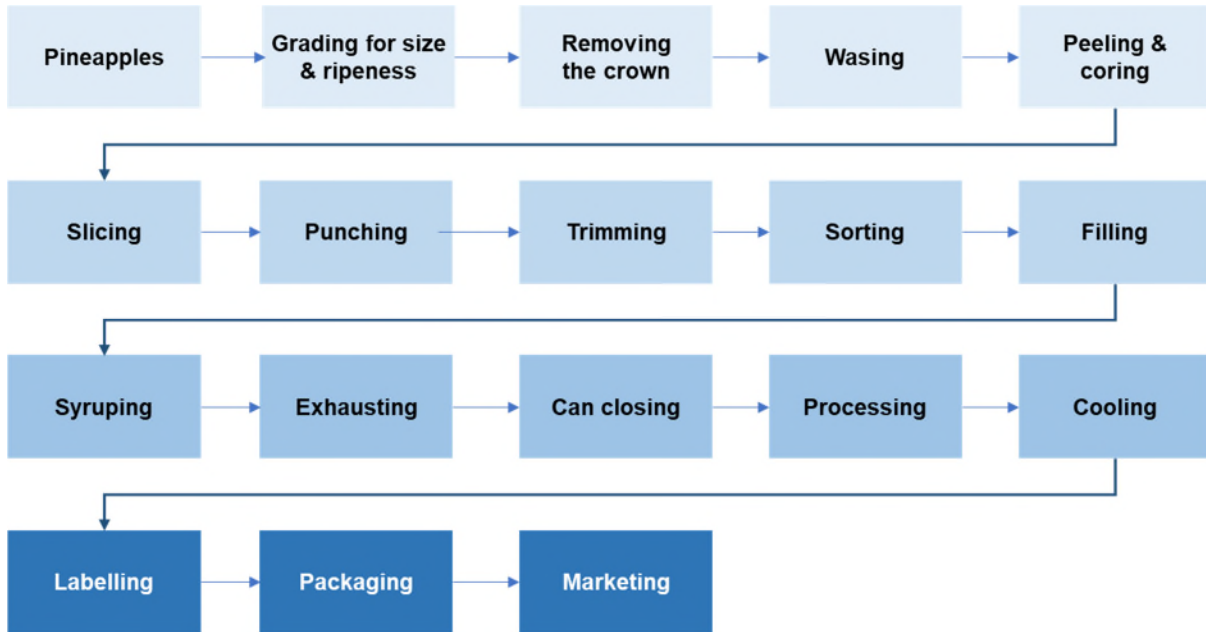 Pineapples
Grading for size
& ripeness
Removing
the crown
Wasing
Peeling &
coring
Slicing
Punching
Trimming
Sorting
Filling
Syruping
Exhausting
Can closing
Processing
Cooling
Labelling
Packaging
Marketing